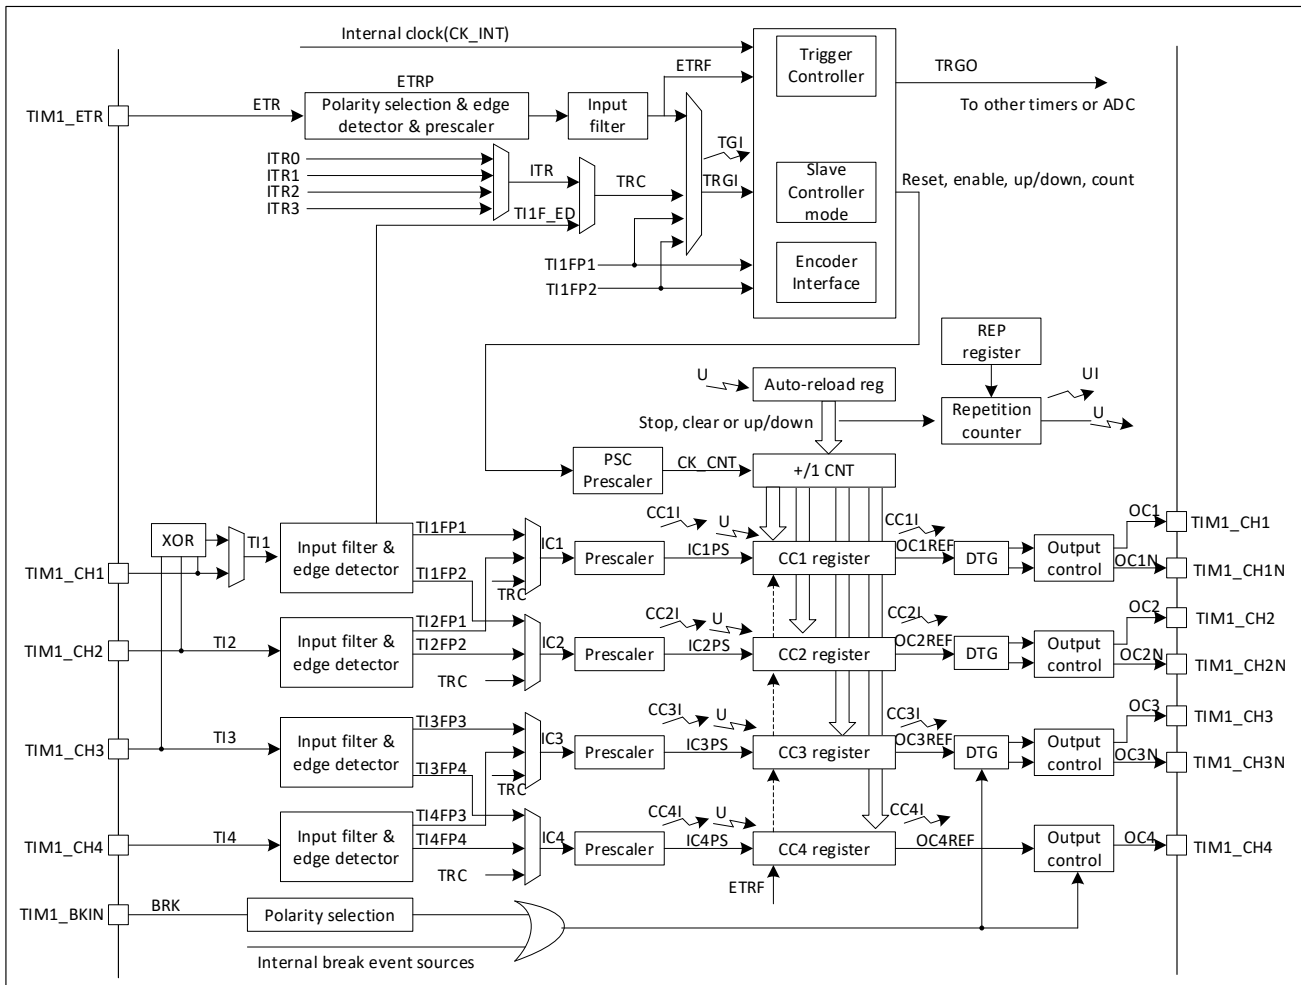 Internal clock(CK_INT)
Trigger
Controller
ETRF
TRGO
ETRP
TIM1_ETR
ETR
Polarity selection & edge
detector & prescaler
Input
filter
To other timers or ADC
TGI
ITR0
ITR1
ITR2
ITR3
ITR
TRC
TRGI
Slave
Controller
mode
Reset, enable, up/down, count
TI1F_ED
TI1FP1
TI1FP2
Encoder
Interface
REP
register
U
Auto-reload reg
UI
Stop, clear or up/down
Repetition
counter
U
PSC
Prescaler
CK_CNT
+/1 CNT
CC1I
U
CC1I
OC1
TIM1_CH1
XOR
TI1
Input filter &
edge detector
TI1FP1
TI1FP2
IC1
Prescaler
IC1PS
CC1 register
OC1REF
DTG
Output
control
OC1N
TIM1_CH1N
TIM1_CH1
TRC
CC2I
U
CC2I
OC2
TIM1_CH2
TIM1_CH2
TI2
Input filter &
edge detector
TI2FP1
TI2FP2
IC2
Prescaler
IC2PS
CC2 register
OC2REF
DTG
Output
control
OC2N
TIM1_CH2N
TRC
CC3I
U
CC3I
OC3
TIM1_CH3
TIM1_CH3
TI3
Input filter &
edge detector
TI3FP3
TI3FP4
IC3
Prescaler
IC3PS
CC3 register
OC3REF
DTG
Output
control
OC3N
TIM1_CH3N
TRC
CC4I
U
CC4I
TIM1_CH4
TI4
Input filter &
edge detector
TI4FP3
TI4FP4
IC4
Prescaler
IC4PS
CC4 register
OC4REF
Output
control
OC4
TIM1_CH4
TRC
ETRF
TIM1_BKIN
BRK
Polarity selection
Internal break event sources